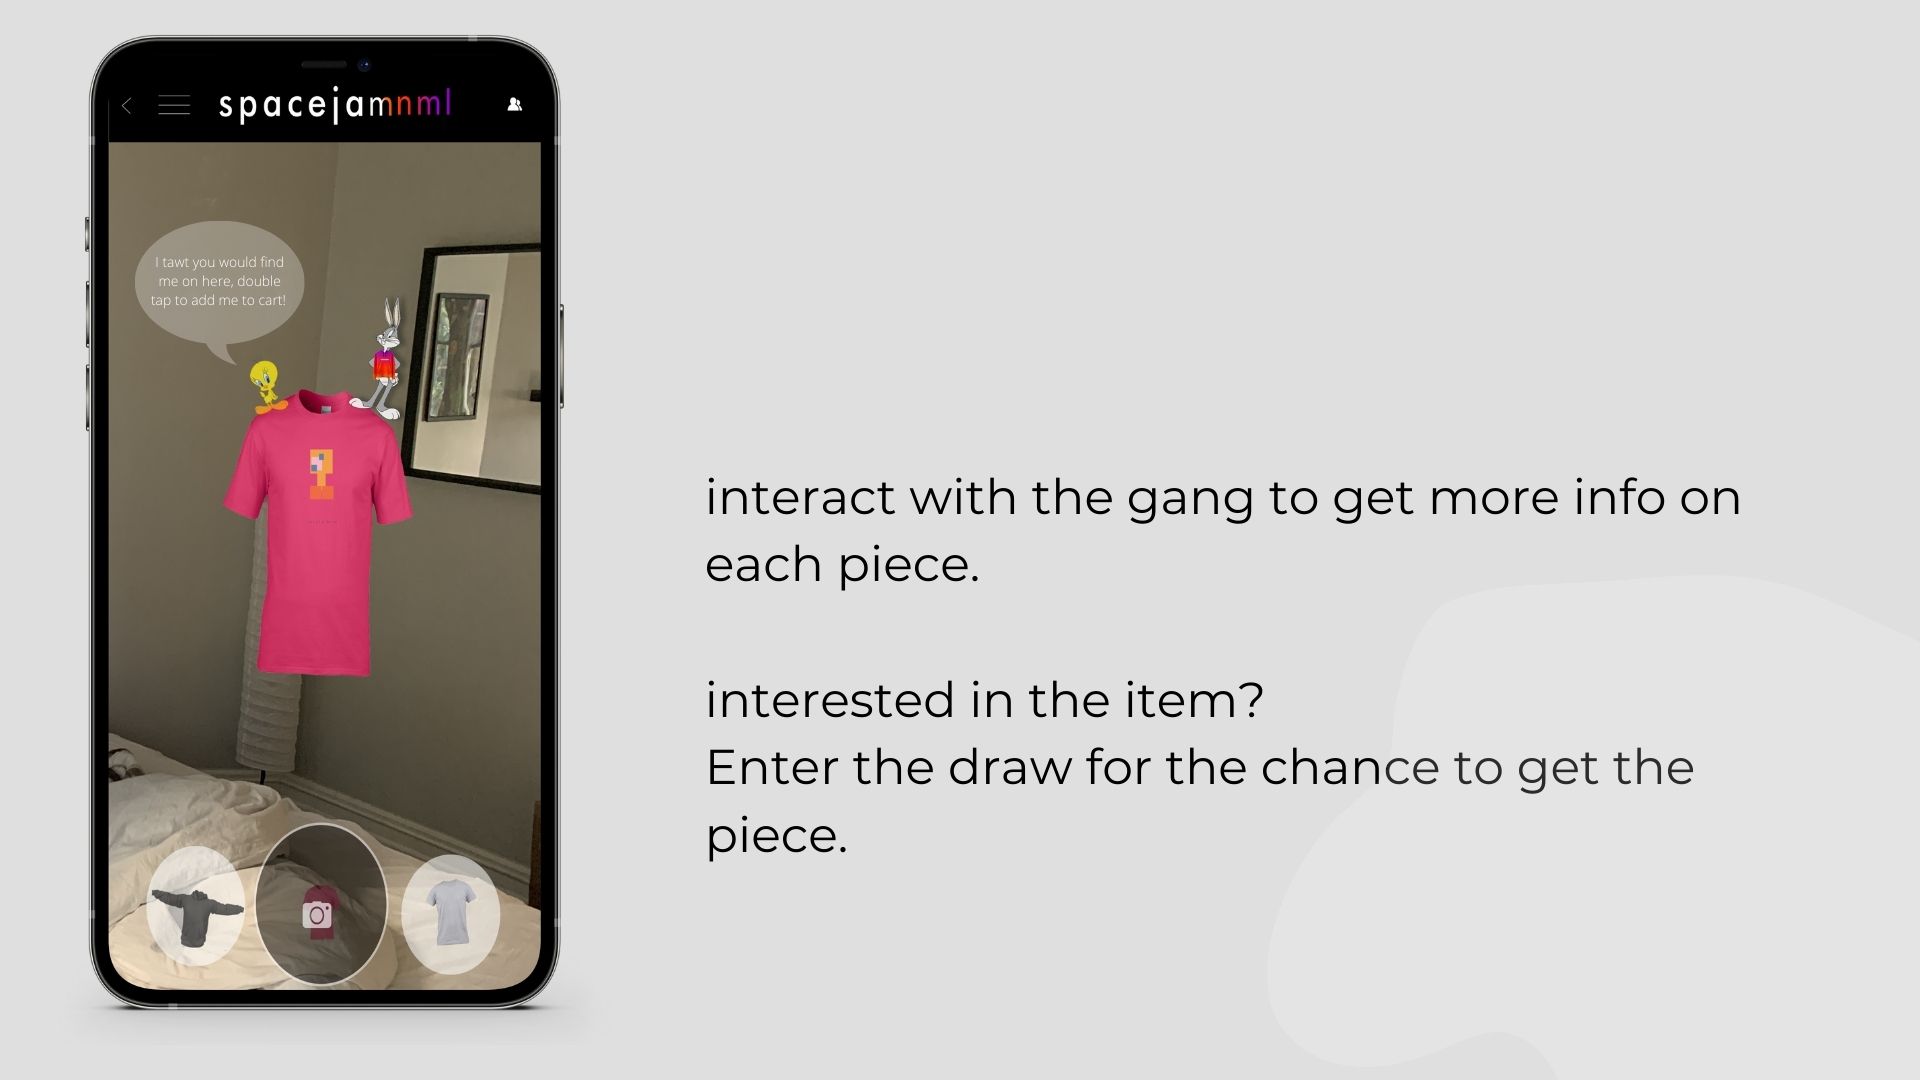 spacejamnml
I tawt you would find
me on here, double
tap to add me to cart!
interact with the gang to get more info on
each piece.
interested in the item?
Enter the draw for the chance to get the
piece.